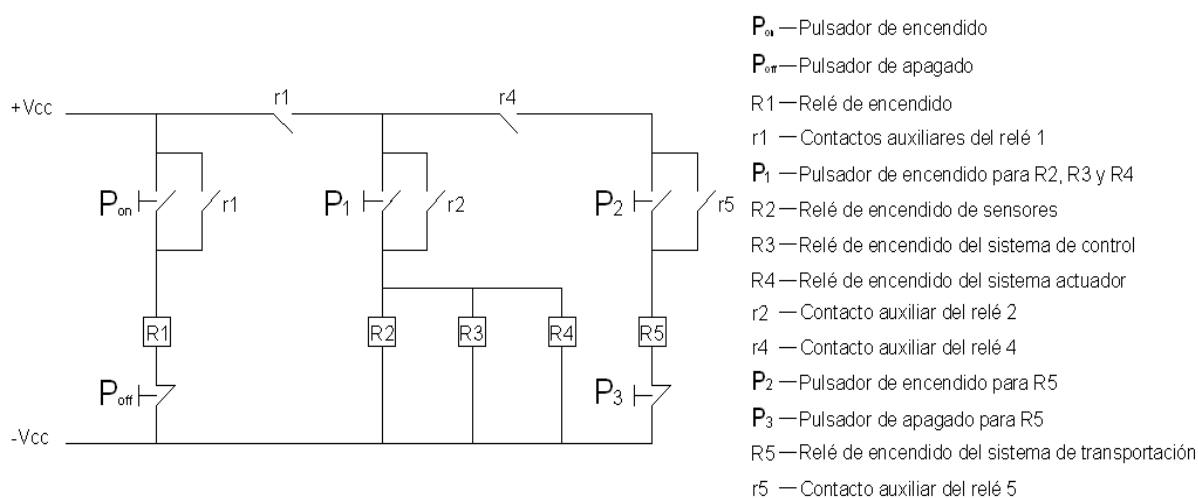 +Vcc
r1
r4
Pon
r1
P1
r2
P2
r5
R1
R2
R3
R4
R5
Poff
P3
-Vcc
Pon — Pulsador de encendido
Poff — Pulsador de apagado
R1 — Relé de encendido
r1 — Contactos auxiliares del relé 1
P1 — Pulsador de encendido para R2, R3 y R4
R2 — Relé de encendido de sensores
R3 — Relé de encendido del sistema de control
R4 — Relé de encendido del sistema actuador
r2 — Contacto auxiliar del relé 2
r4 — Contacto auxiliar del relé 4
P2 — Pulsador de encendido para R5
P3 — Pulsador de apagado para R5
R5 — Relé de encendido del sistema de transportación
r5 — Contacto auxiliar del relé 5